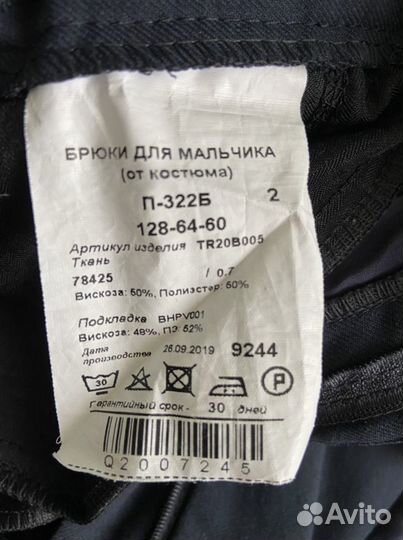 БРЮКИ ДЛЯ МАЛЬЧИКА
(от костюма)
П-322Б 2
128-64-60
Артикул изделия TR20B005
Ткань
78425 / 0.7
Вискоза: 50%, Полиэстер: 50%
Подкладка BHPV001
Вискоза: 48%, ПЭ: 52%
Дата производства 26.09.2019 9244
30 P
Гарантийный срок - 30 дней
Q2007245
Avito